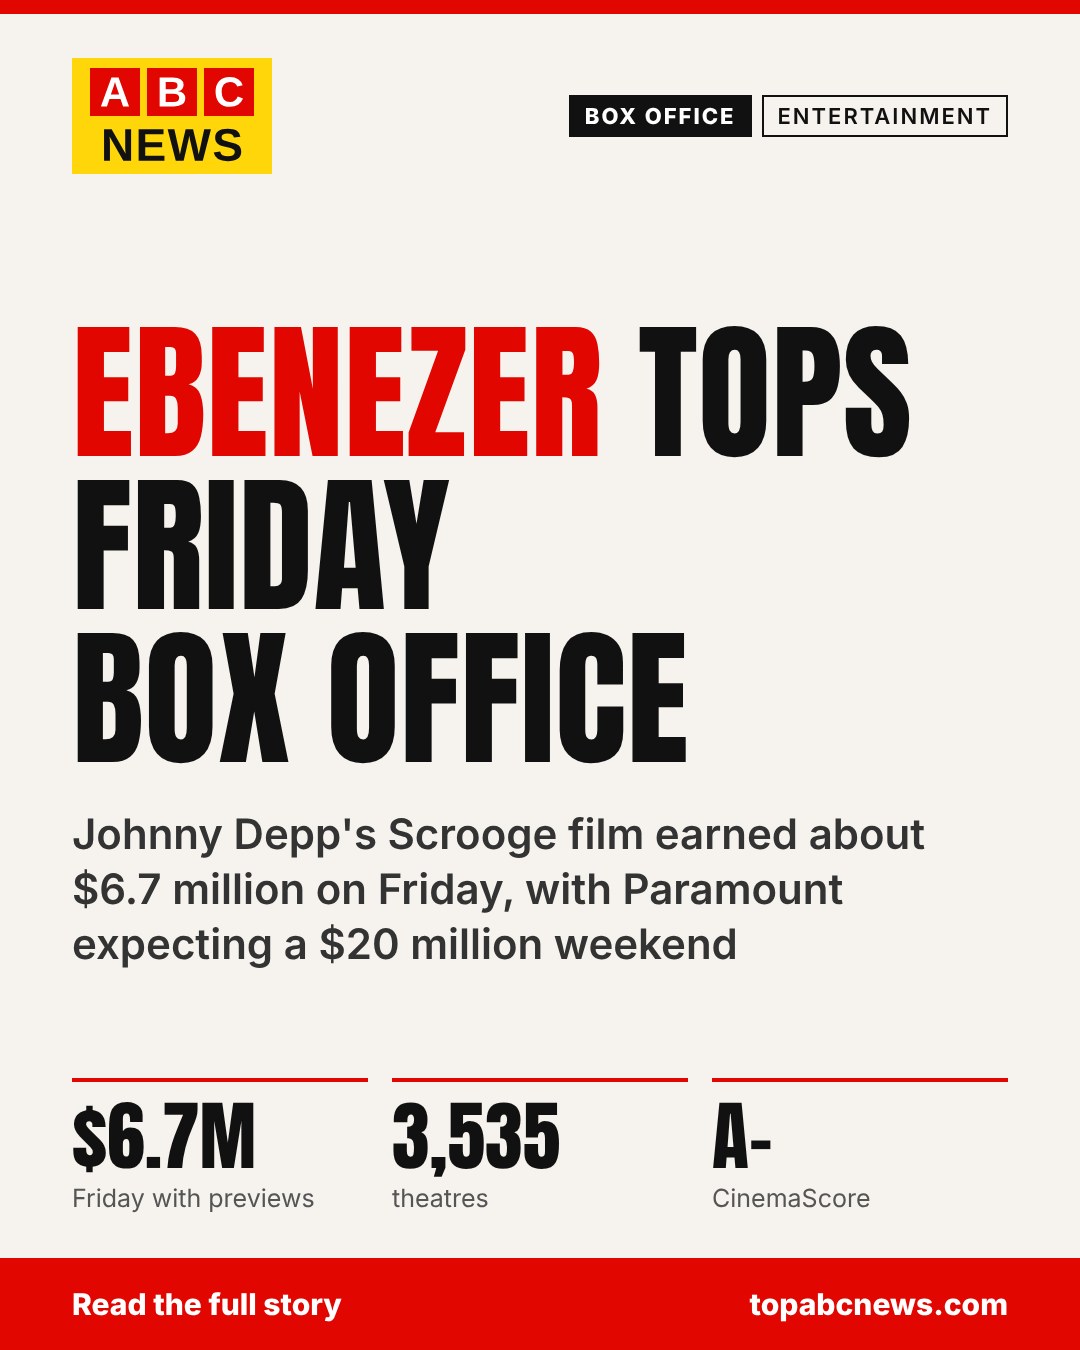 ABC
NEWS
BOX OFFICE
ENTERTAINMENT
EBENEZER TOPS
FRIDAY
BOX OFFICE
Johnny Depp's Scrooge film earned about
$6.7 million on Friday, with Paramount
expecting a $20 million weekend
$6.7M
Friday with previews
3,535
theatres
A-
CinemaScore
Read the full story
topabcnews.com